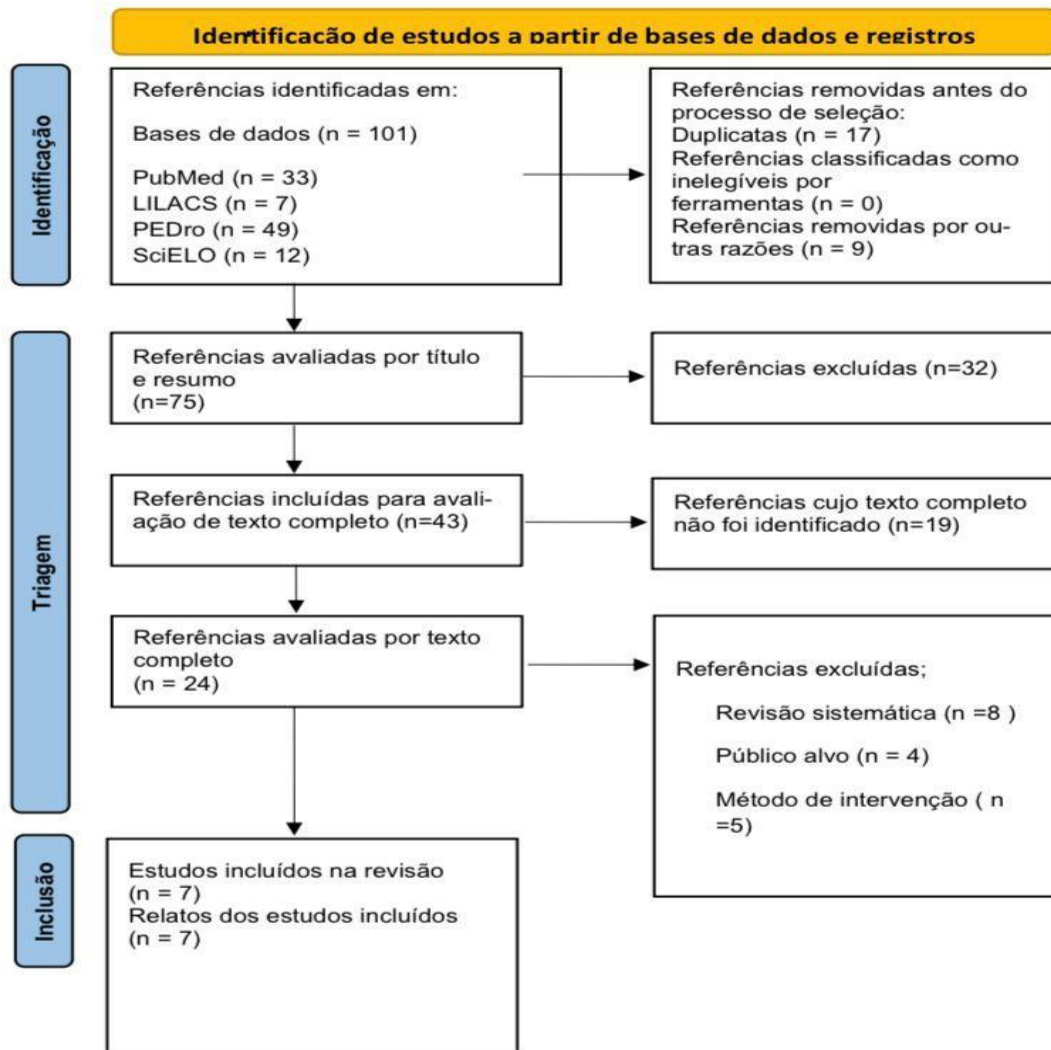 Identificação de estudos a partir de bases de dados e registros
Identificação
Referências identificadas em:
Bases de dados (n = 101)
PubMed (n = 33)
LILACS (n = 7)
PEDro (n = 49)
SciELO (n = 12)
Referências removidas antes do
processo de seleção:
Duplicatas (n = 17)
Referências classificadas como
inelegíveis por
ferramentas (n = 0)
Referências removidas por ou-
tras razões (n = 9)
Triagem
Referências avaliadas por título
e resumo
(n=75)
Referências excluídas (n=32)
Referências incluídas para avali-
ação de texto completo (n=43)
Referências cujo texto completo
não foi identificado (n=19)
Referências avaliadas por texto
completo
(n = 24)
Referências excluídas;
Revisão sistemática (n =8 )
Público alvo (n = 4)
Método de intervenção ( n
=5)
Inclusão
Estudos incluídos na revisão
(n = 7)
Relatos dos estudos incluídos
(n = 7)